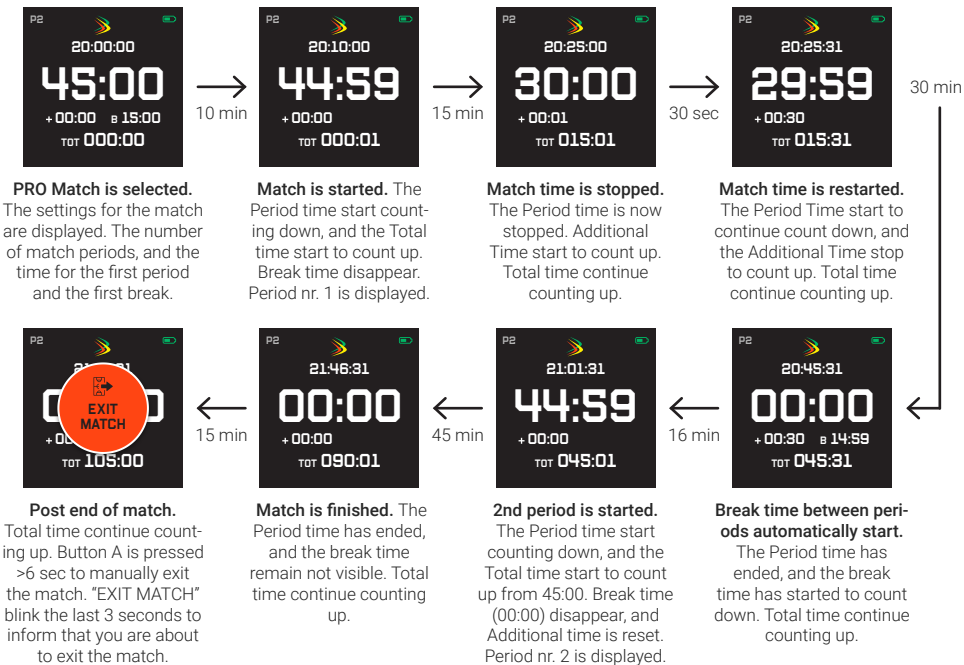 P2
20:00:00
45:00
+ 00:00 B 15:00
TOT 000:00
10 min
P2
20:10:00
44:59
+ 00:00
TOT 000:01
15 min
P2
20:25:00
30:00
+ 00:01
TOT 015:01
30 sec
P2
20:25:31
29:59
+ 00:30
TOT 015:31
30 min
PRO Match is selected.
The settings for the match
are displayed. The number
of match periods, and the
time for the first period
and the first break.
Match is started. The
Period time start count-
ing down, and the Total
time start to count up.
Break time disappear.
Period nr. 1 is displayed.
Match time is stopped.
The Period time is now
stopped. Additional
Time start to count up.
Total time continue
counting up.
Match time is restarted.
The Period Time start to
continue count down, and
the Additional Time stop
to count up. Total time
continue counting up.
P2
EXIT
MATCH
TOT 105:00
15 min
P2
21:46:31
00:00
+ 00:00
TOT 090:01
45 min
P2
21:01:31
44:59
+ 00:00
TOT 045:01
16 min
P2
20:45:31
00:00
+ 00:30 B 14:59
TOT 045:31
Post end of match.
Total time continue count-
ing up. Button A is pressed
>6 sec to manually exit
the match. "EXIT MATCH"
blink the last 3 seconds to
inform that you are about
to exit the match.
Match is finished. The
Period time has ended,
and the break time
remain not visible. Total
time continue counting
up.
2nd period is started.
The Period time start
counting down, and the
Total time start to count
up from 45:00. Break time
(00:00) disappear, and
Additional time is reset.
Period nr. 2 is displayed.
Break time between peri-
ods automatically start.
The Period time has
ended, and the break
time has started to count
down. Total time continue
counting up.